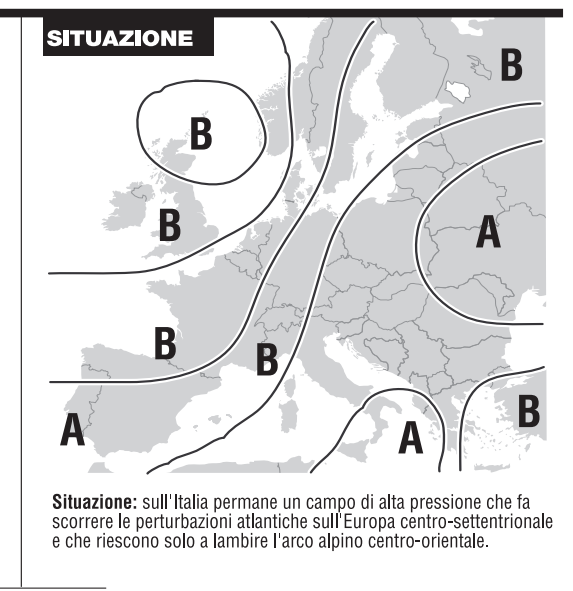 SITUAZIONE
B
B
B
A
B
B
A
A
B
Situazione: sull'Italia permane un campo di alta pressione che fa
scorrere le perturbazioni atlantiche sull'Europa centro-settentrionale
e che riescono solo a lambire l'arco alpino centro-orientale.